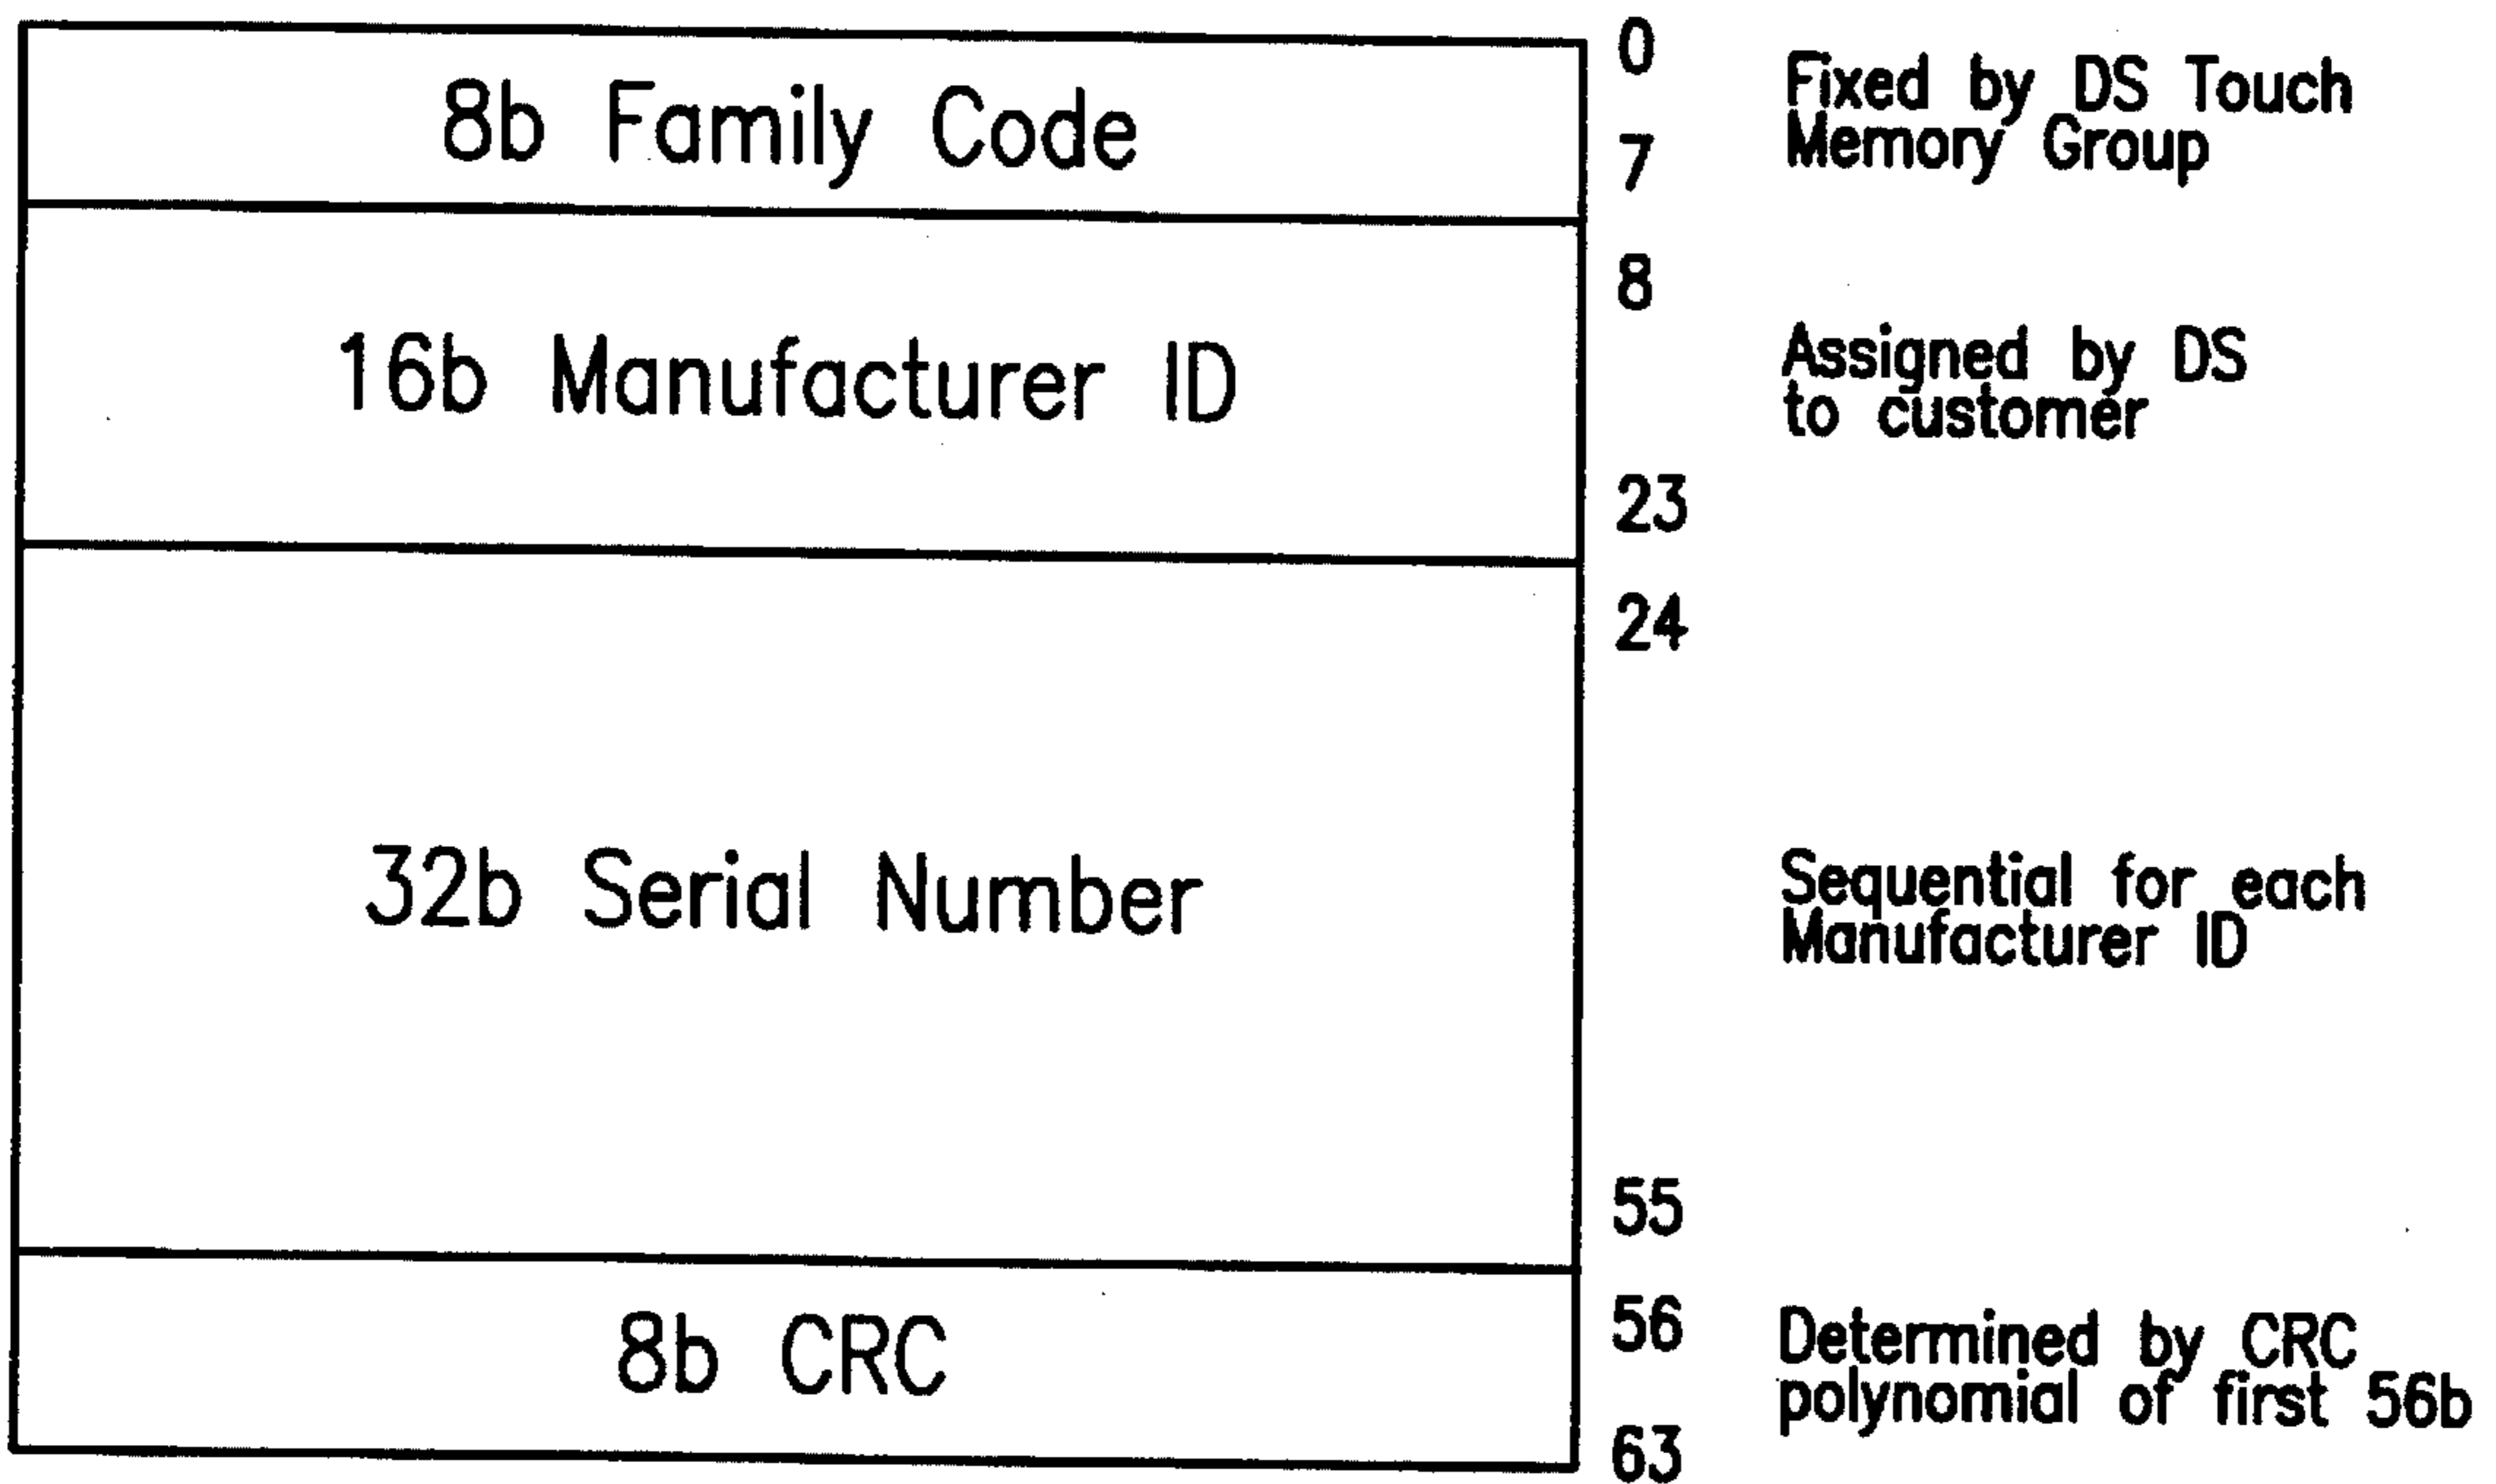 8b Family Code
0
7
Fixed by DS Touch
Memory Group
16b Manufacturer ID
8
23
Assigned by DS
to customer
32b Serial Number
24
55
Sequential for each
Manufacturer ID
8b CRC
56
63
Determined by CRC
polynomial of first 56b